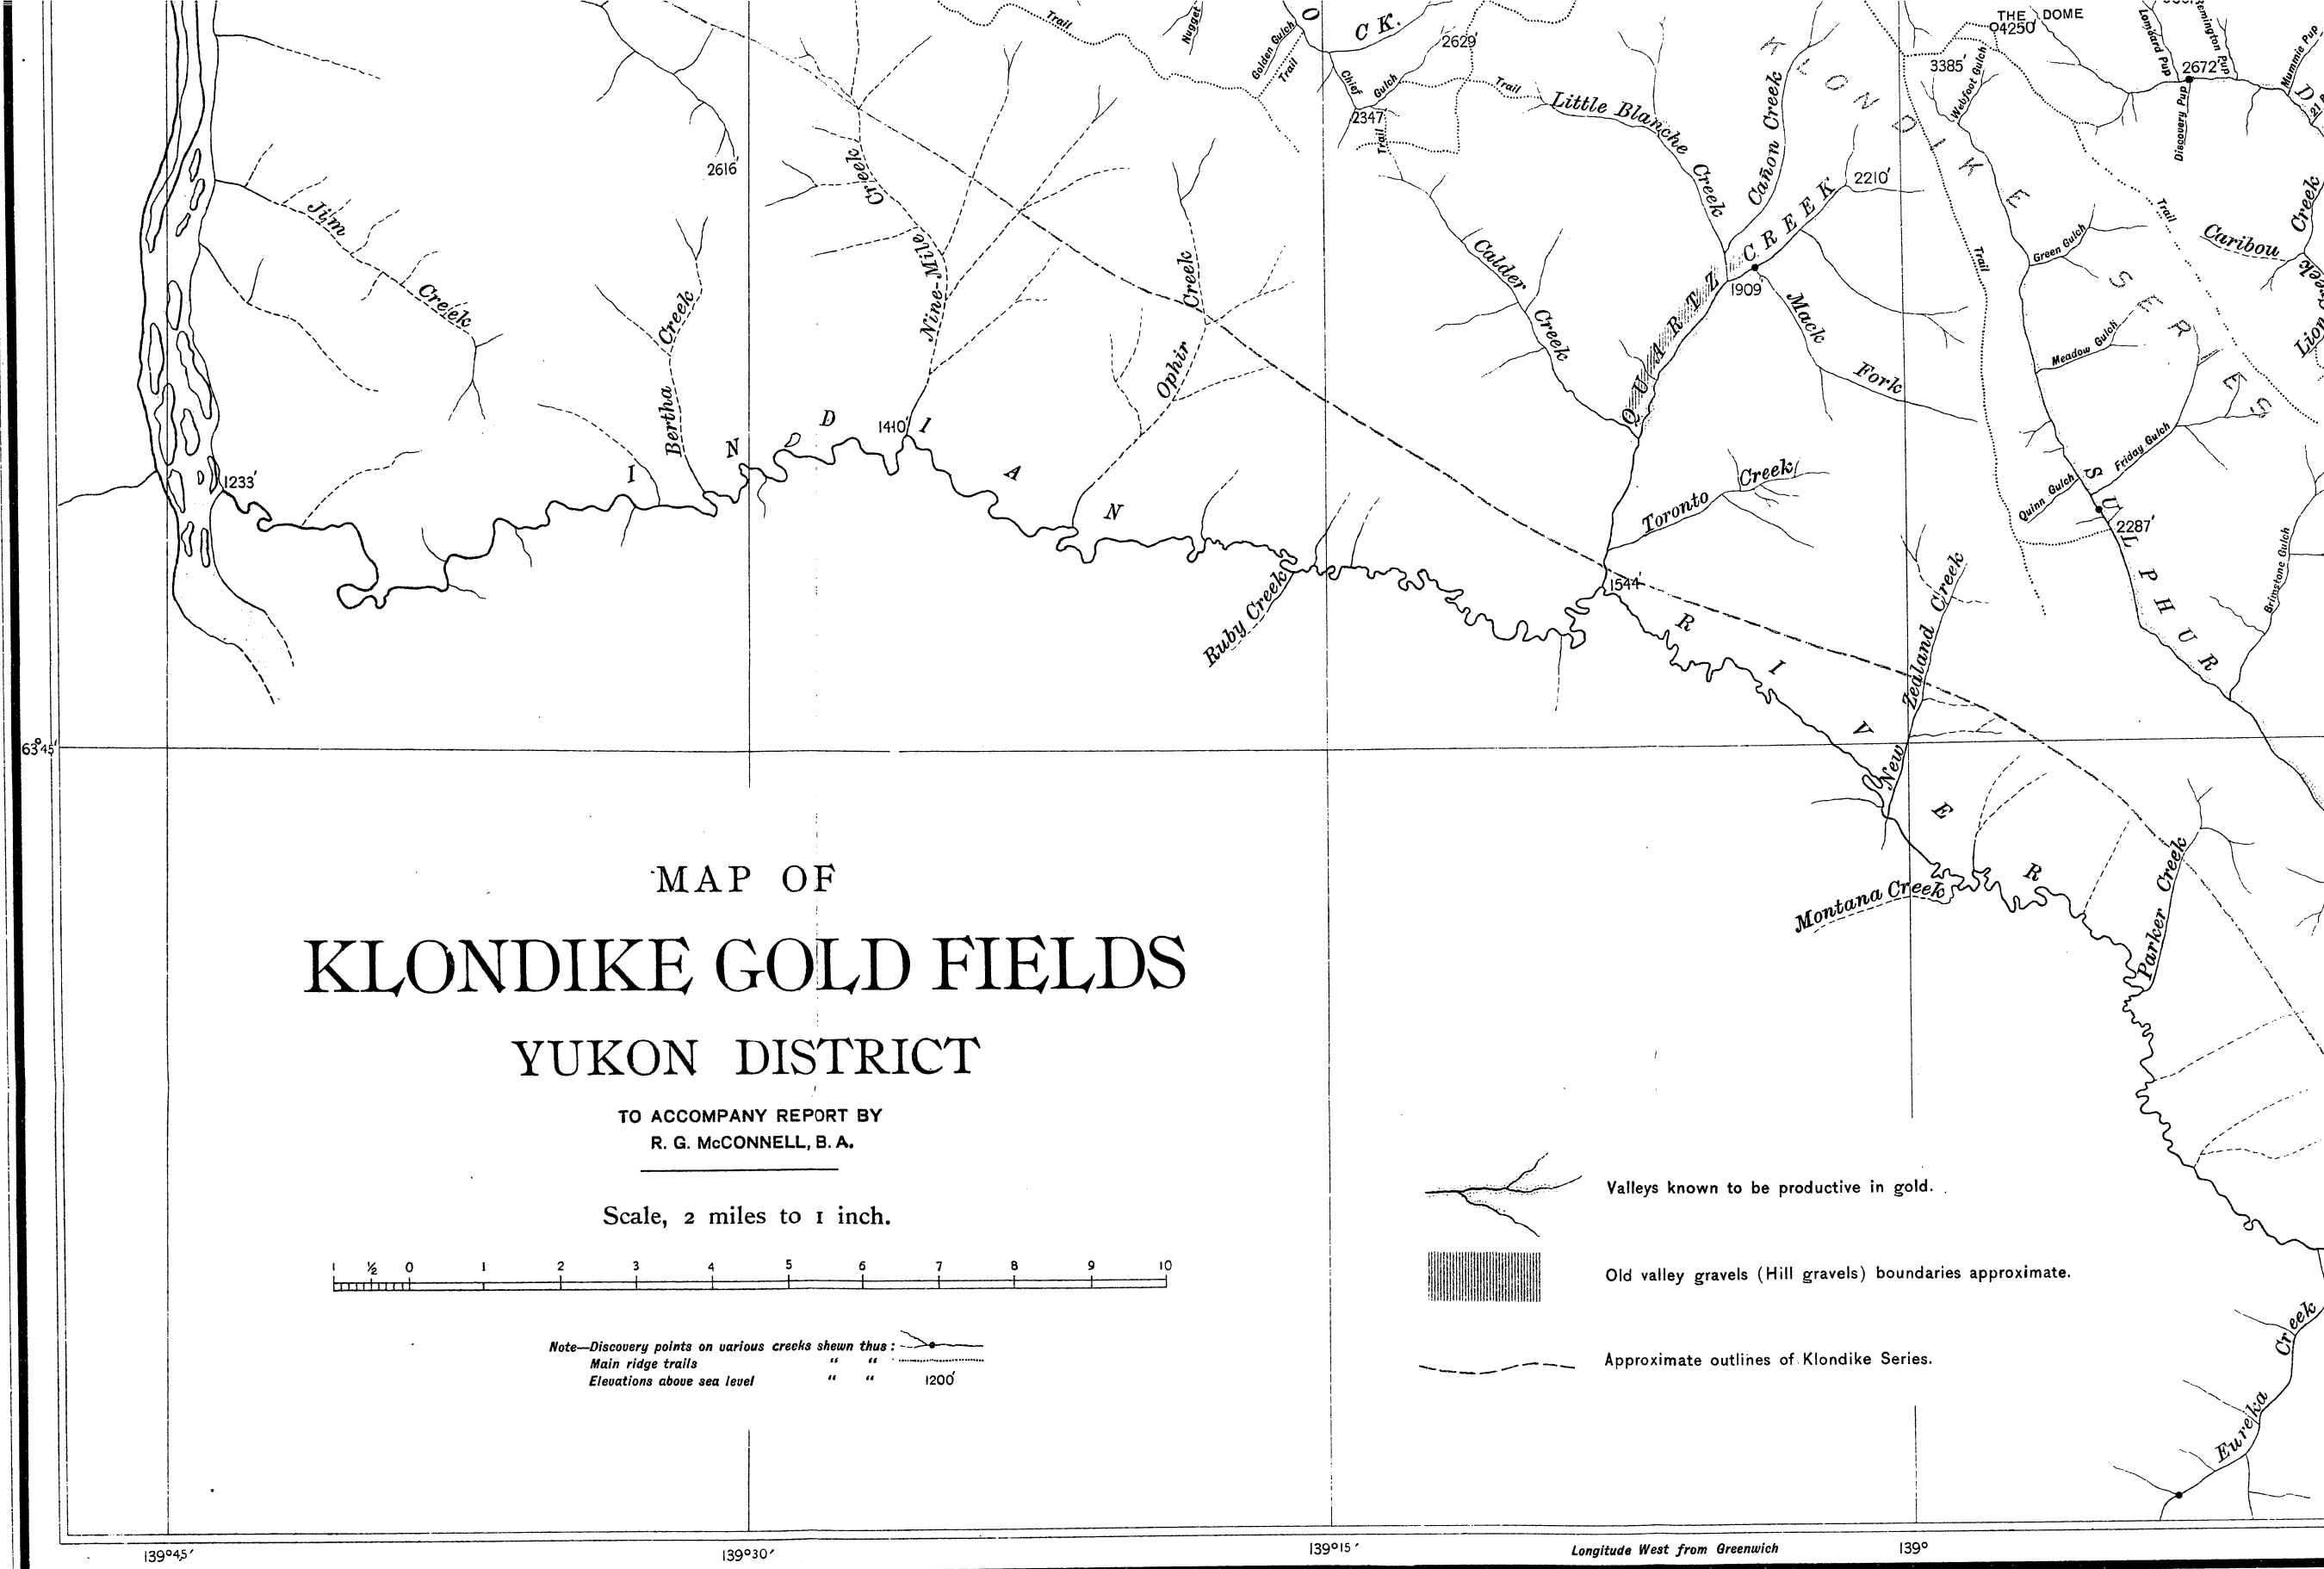 Trail
Nugget
Golden Gulch
Trail
O
CK.
2629'
Chief
Gulch
2347'
Trail
Trail
Little Blanche Creek
Cañon Creek
KLONDIKE SERIES
THE DOME
4250'
3385'
Webfoot Gulch
Lombard Pup
Remington Pup
2672'
Discovery Pup
Mummie Pup
D
21
2616'
Creek
Nine-Mile
Jim
Creek
Bertha
Creek
Ophir
Creek
Calder
Creek
QUARTZ CREEK
2210'
1909'
Mack
Fork
Trail
Trail
Green Gulch
Caribou
Creek
Lion
Meadow Gulch
Friday Gulch
Quinn Gulch
SULPHUR
2287'
Brimstone Gulch
1233'
1410'
INDIAN RIVER
Toronto
Creek
1544'
Ruby Creek
New Zealand Creek
63°45'
Montana Creek
Parker Creek
MAP OF
KLONDIKE GOLD FIELDS
YUKON DISTRICT
TO ACCOMPANY REPORT BY
R. G. McCONNELL, B. A.
Scale, 2 miles to 1 inch.
1 ½ 0 1 2 3 4 5 6 7 8 9 10
Note—Discovery points on various creeks shewn thus :
Main ridge trails " "
Elevations above sea level " " 1200'
Valleys known to be productive in gold.
Old valley gravels (Hill gravels) boundaries approximate.
Approximate outlines of Klondike Series.
Eureka
Creek
139°45'
139°30'
139°15'
Longitude West from Greenwich
139°